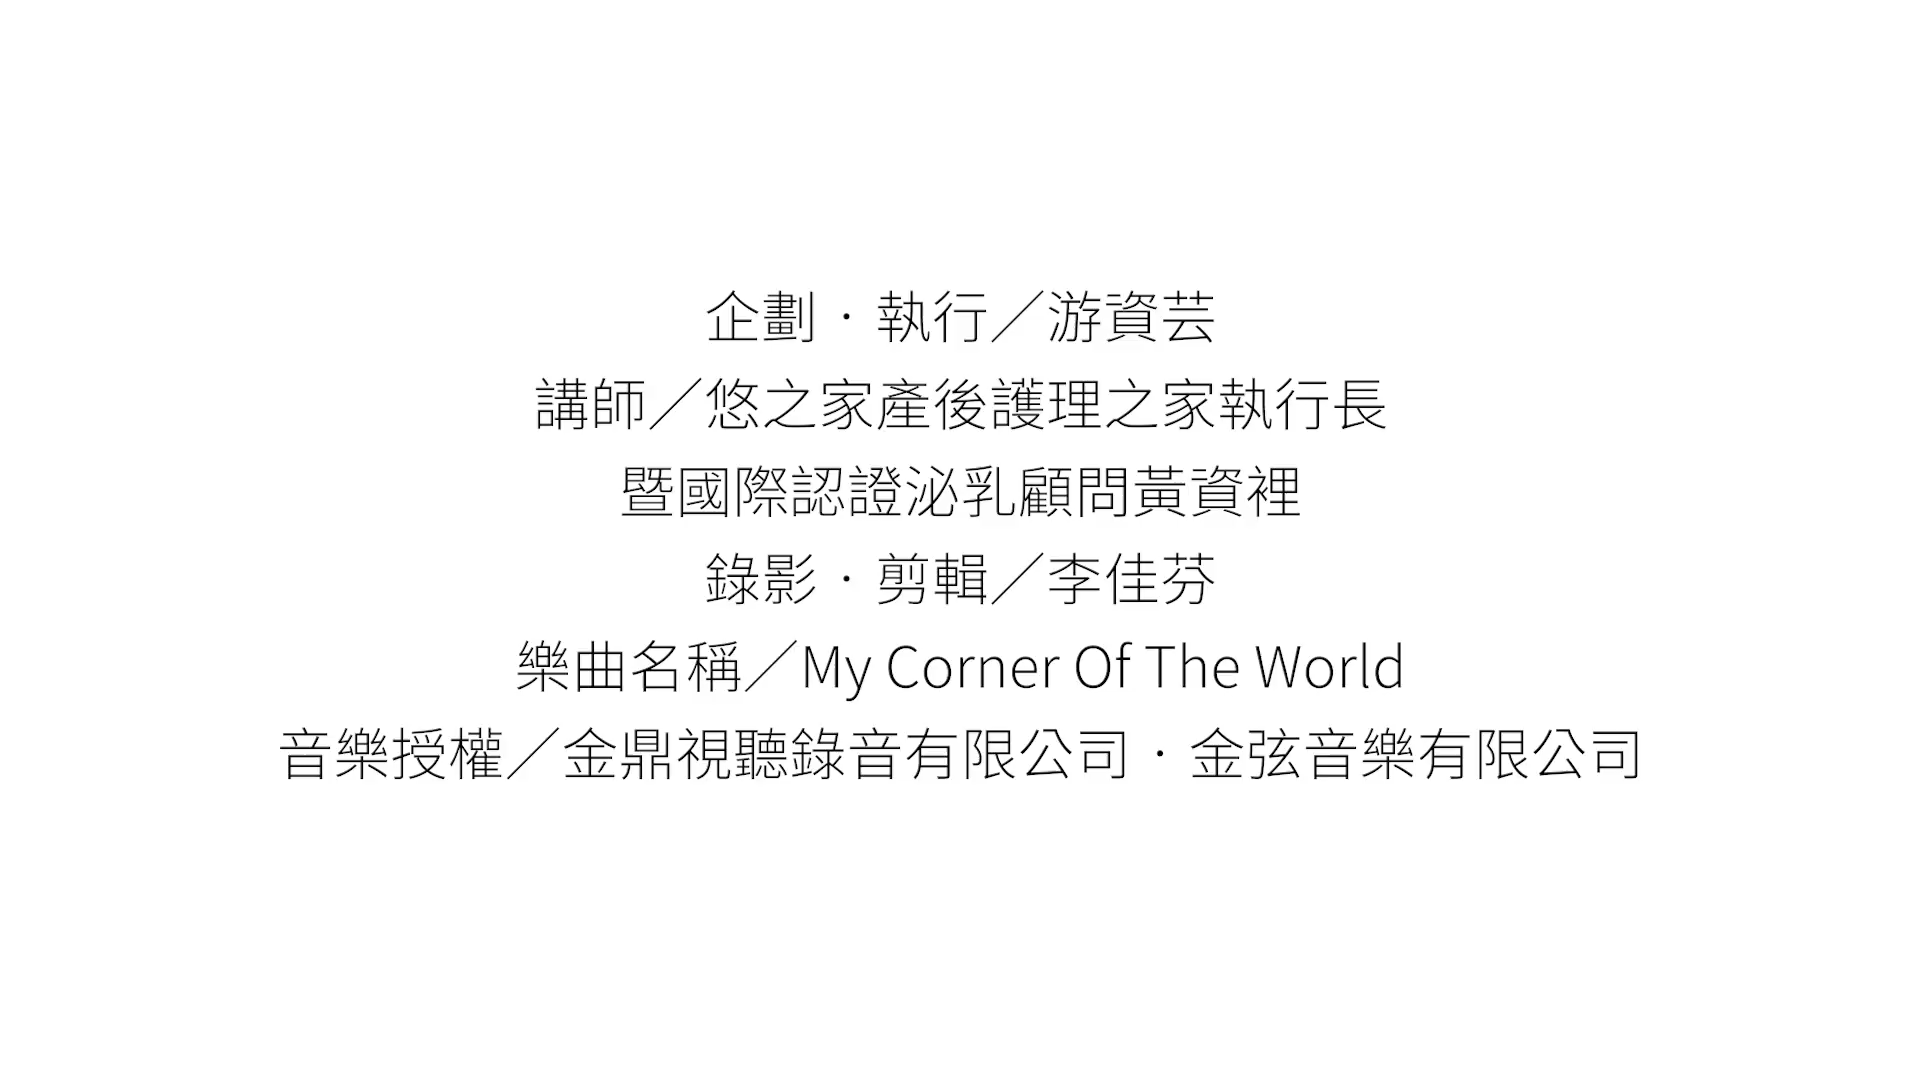 企劃．執行／游資芸
講師／悠之家產後護理之家執行長
暨國際認證泌乳顧問黃資裡
錄影．剪輯／李佳芬
樂曲名稱／My Corner Of The World
音樂授權／金鼎視聽錄音有限公司．金弦音樂有限公司